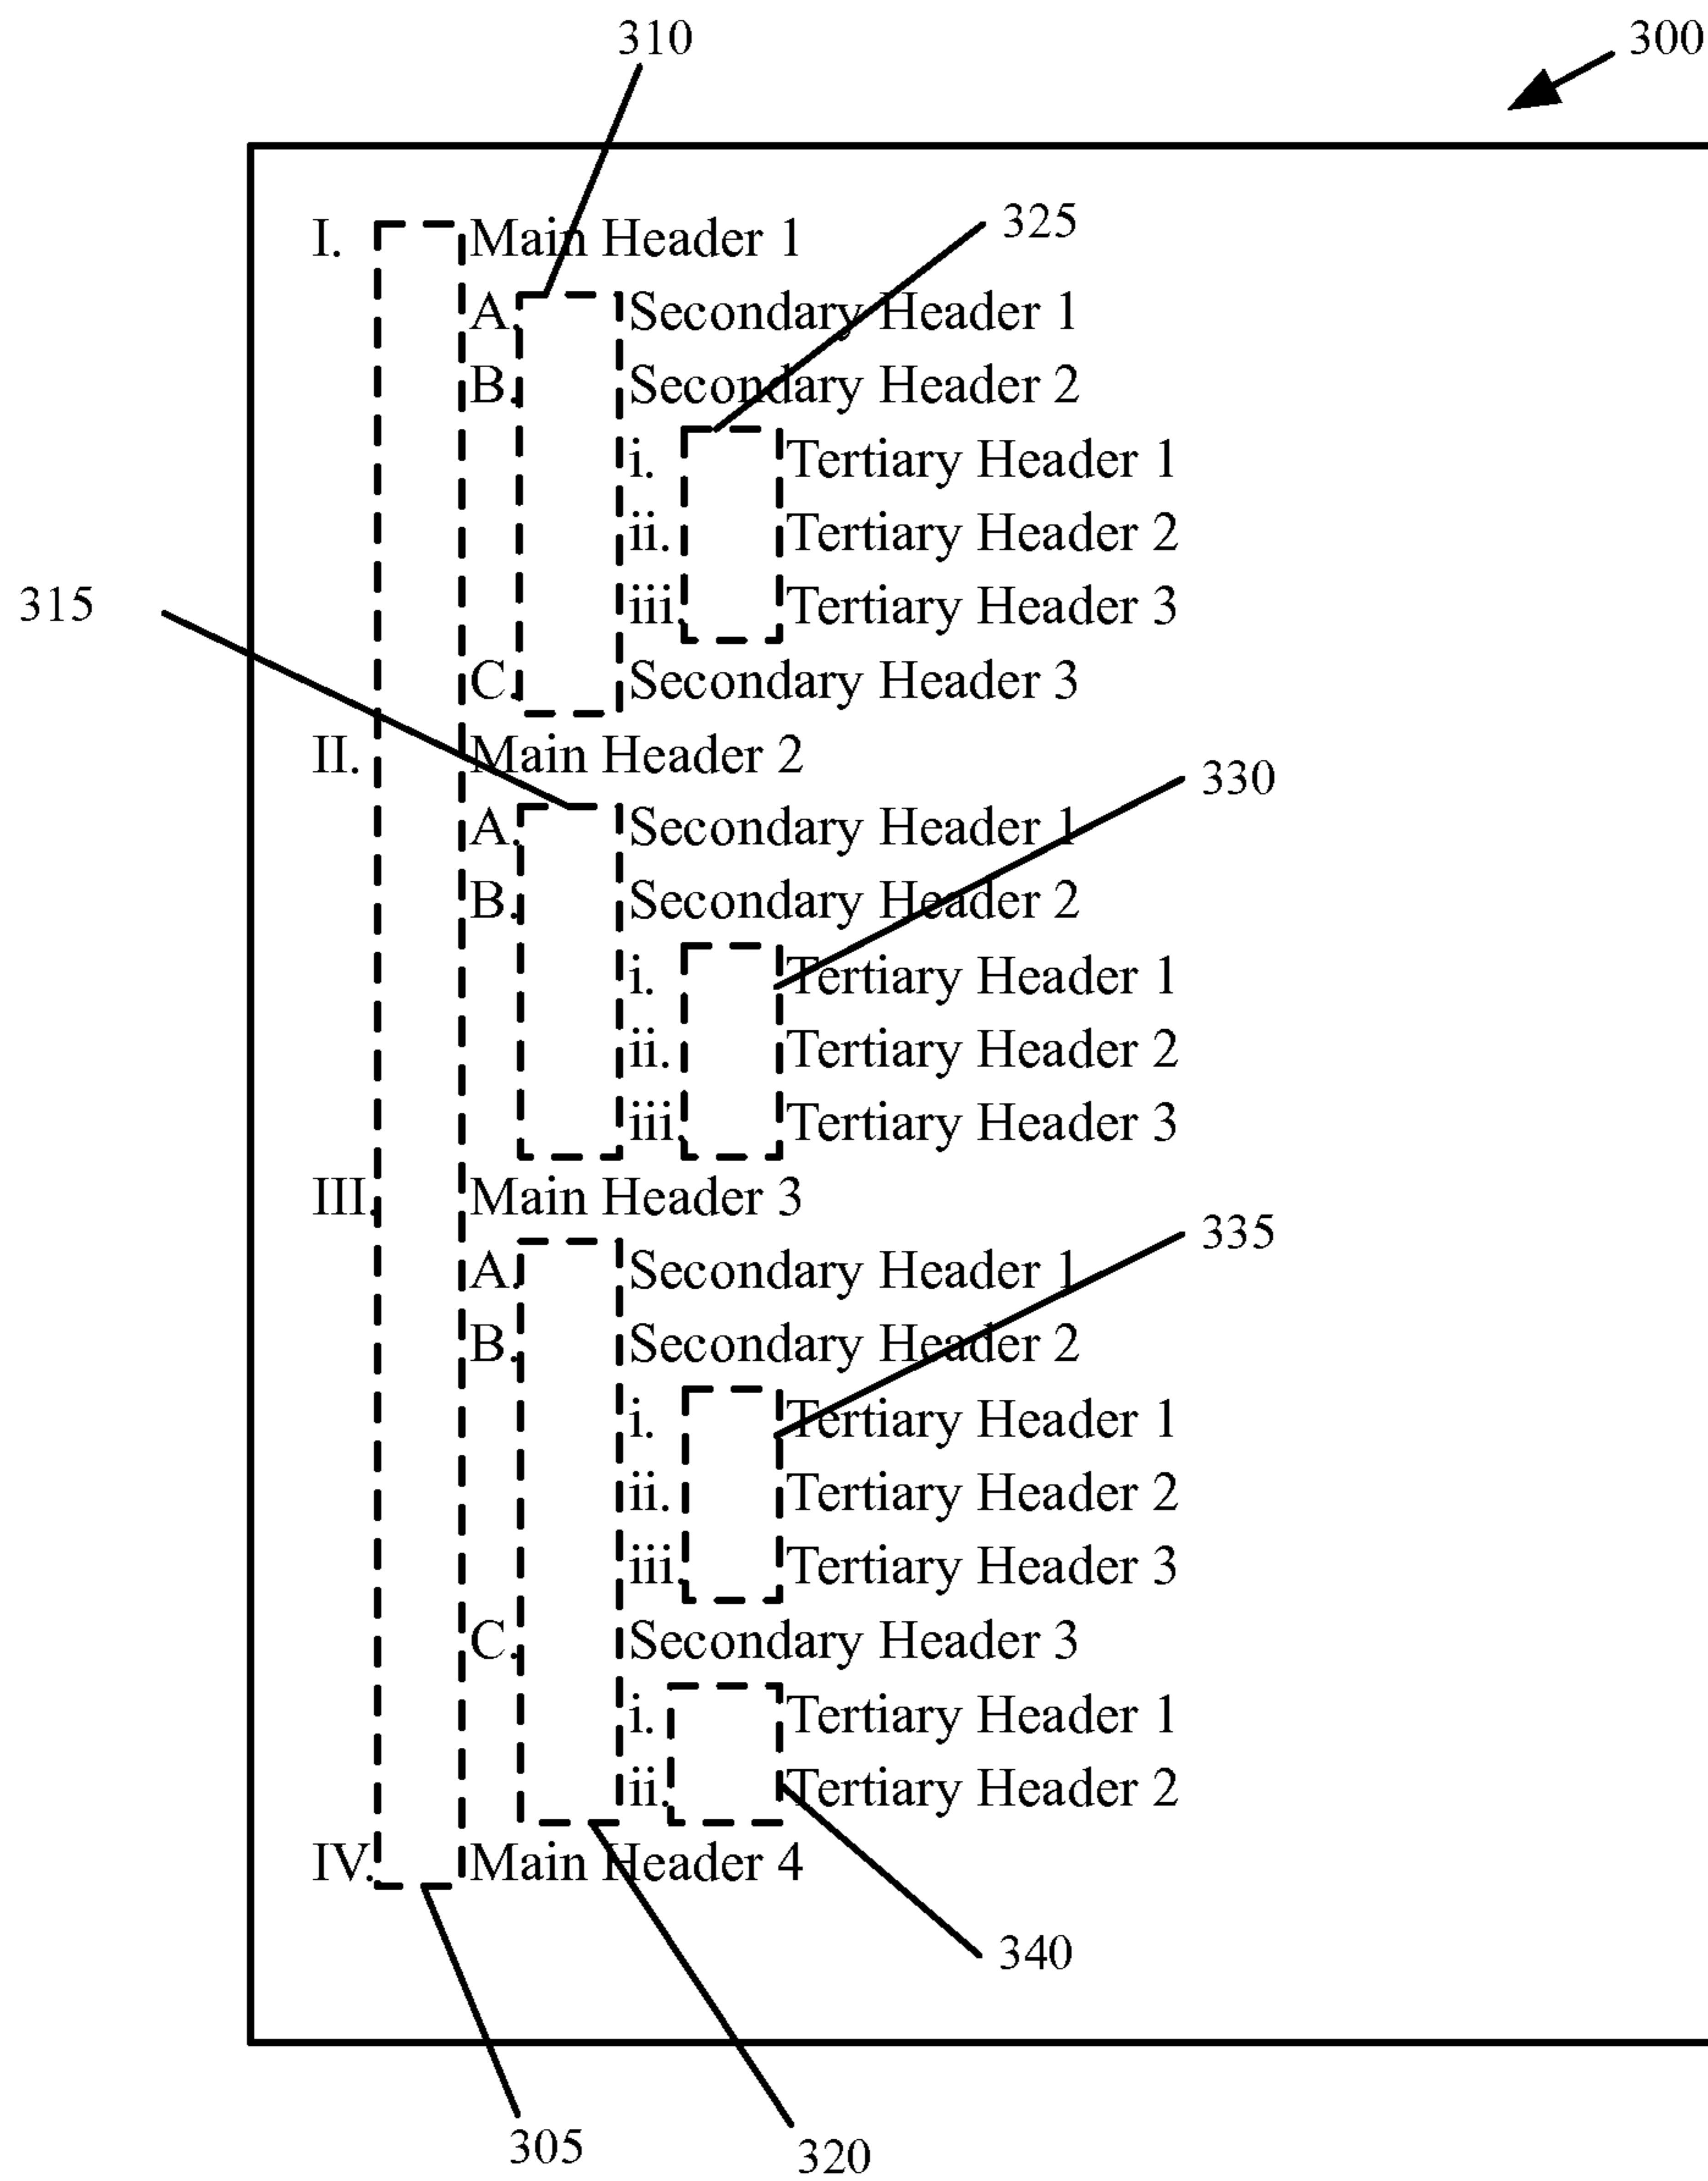 310
300
325
I. Main Header 1
A. Secondary Header 1
B. Secondary Header 2
i. Tertiary Header 1
ii. Tertiary Header 2
315
iii. Tertiary Header 3
C. Secondary Header 3
II. Main Header 2
330
A. Secondary Header 1
B. Secondary Header 2
i. Tertiary Header 1
ii. Tertiary Header 2
iii. Tertiary Header 3
III. Main Header 3
335
A. Secondary Header 1
B. Secondary Header 2
i. Tertiary Header 1
ii. Tertiary Header 2
iii. Tertiary Header 3
C. Secondary Header 3
i. Tertiary Header 1
ii. Tertiary Header 2
IV. Main Header 4
340
305
320